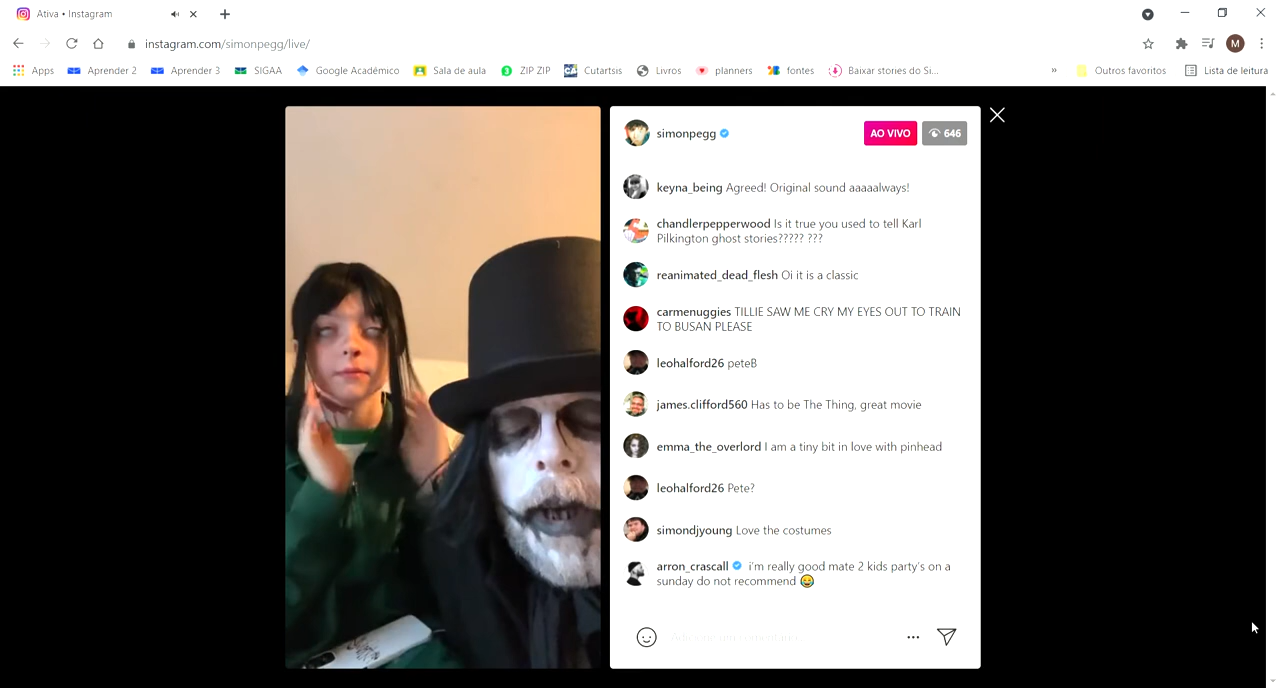 Ativa • Instagram
instagram.com/simonpegg/live/
M
Apps
Aprender 2
Aprender 3
SIGAA
Google Acadêmico
Sala de aula
ZIP ZIP
Cutartsis
Livros
planners
fontes
Baixar stories do Si...
»
Outros favoritos
Lista de leitura
simonpegg
AO VIVO
646
keyna_being Agreed! Original sound aaaaalways!
chandlerpepperwood Is it true you used to tell Karl
Pilkington ghost stories????? ???
reanimated_dead_flesh Oi it is a classic
carmenuggies TILLIE SAW ME CRY MY EYES OUT TO TRAIN
TO BUSAN PLEASE
leohalford26 peteB
james.clifford560 Has to be The Thing, great movie
emma_the_overlord I am a tiny bit in love with pinhead
leohalford26 Pete?
simondjyoung Love the costumes
arron_crascall i'm really good mate 2 kids party's on a
sunday do not recommend 😂